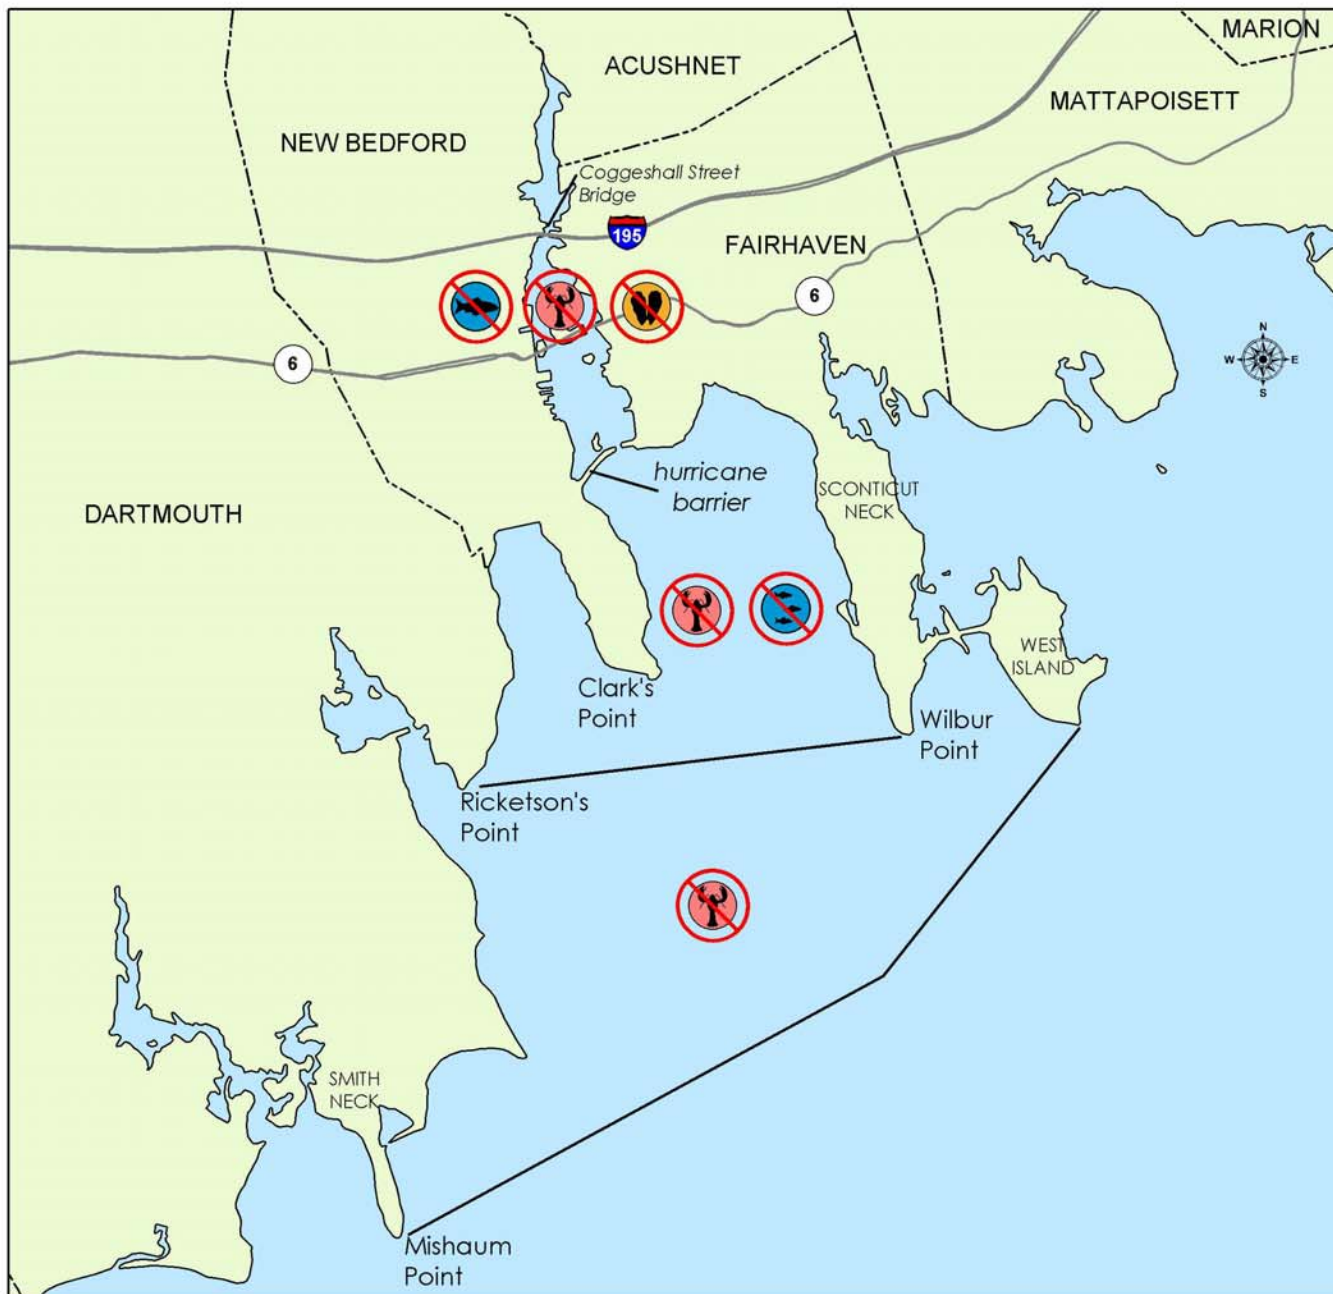 MARION
ACUSHNET
MATTAPOISETT
NEW BEDFORD
Coggeshall Street
Bridge
195
FAIRHAVEN
6
6
N
W E
S
hurricane
barrier
SCONTICUT
NECK
DARTMOUTH
WEST
ISLAND
Clark's
Point
Wilbur
Point
Ricketson's
Point
SMITH
NECK
Mishaum
Point